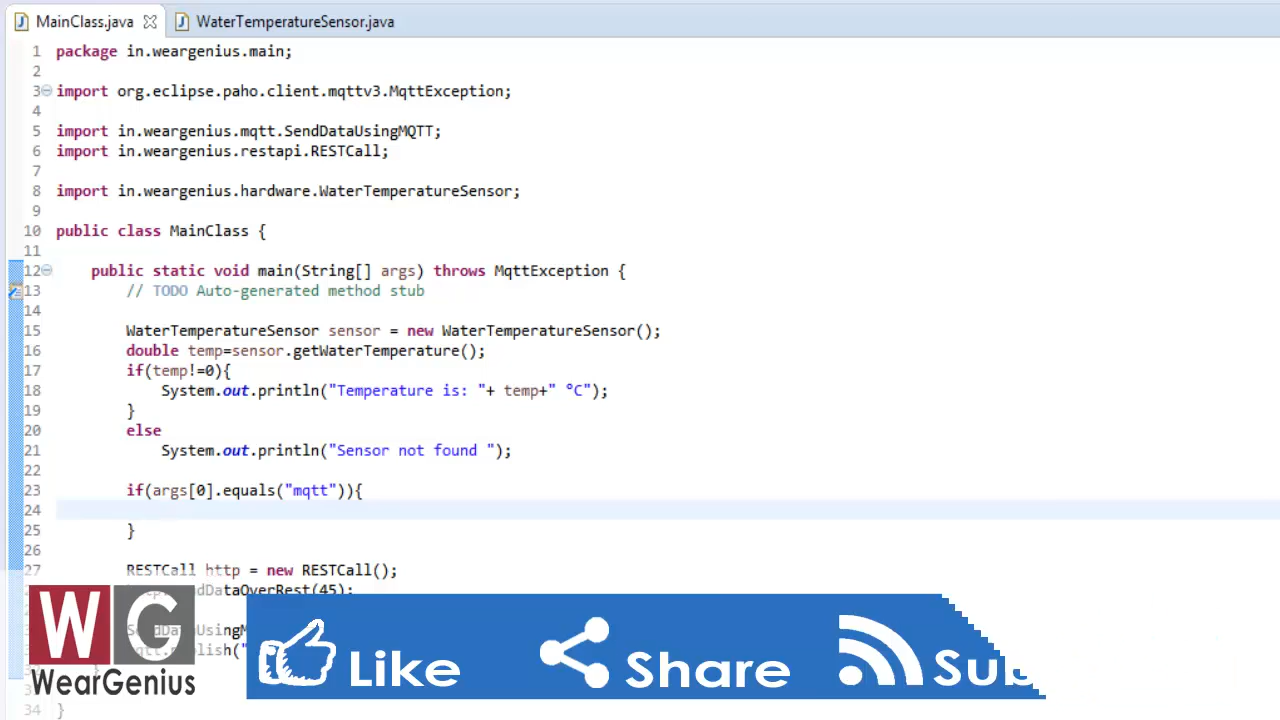 MainClass.java
WaterTemperatureSensor.java
1 package in.weargenius.main;
2
3 import org.eclipse.paho.client.mqttv3.MqttException;
4
5 import in.weargenius.mqtt.SendDataUsingMQTT;
6 import in.weargenius.restapi.RESTCall;
7
8 import in.weargenius.hardware.WaterTemperatureSensor;
9
10 public class MainClass {
11
12 public static void main(String[] args) throws MqttException {
13 // TODO Auto-generated method stub
14
15 WaterTemperatureSensor sensor = new WaterTemperatureSensor();
16 double temp=sensor.getWaterTemperature();
17 if(temp!=0){
18 System.out.println("Temperature is: "+ temp+" °C");
19 }
20 else
21 System.out.println("Sensor not found ");
22
23 if(args[0].equals("mqtt")){
24
25 }
26
27 RESTCall http = new RESTCall();
dDataOverRest(45);
34 }
WG
WearGenius
Like
Share